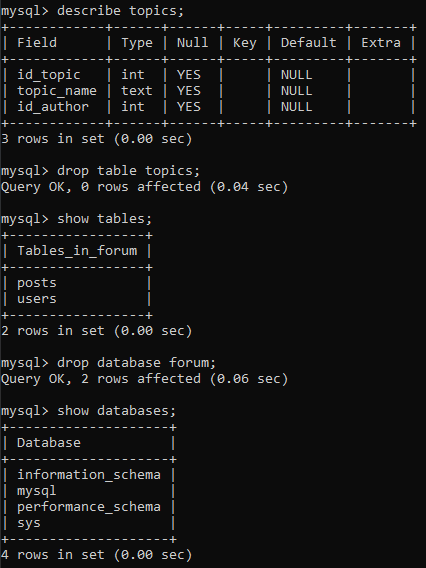 mysql> describe topics;
+------------+------+------+-----+---------+-------+
| Field      | Type | Null | Key | Default | Extra |
+------------+------+------+-----+---------+-------+
| id_topic   | int  | YES  |     | NULL    |       |
| topic_name | text | YES  |     | NULL    |       |
| id_author  | int  | YES  |     | NULL    |       |
+------------+------+------+-----+---------+-------+
3 rows in set (0.00 sec)

mysql> drop table topics;
Query OK, 0 rows affected (0.04 sec)

mysql> show tables;
+-----------------+
| Tables_in_forum |
+-----------------+
| posts           |
| users           |
+-----------------+
2 rows in set (0.00 sec)

mysql> drop database forum;
Query OK, 2 rows affected (0.06 sec)

mysql> show databases;
+--------------------+
| Database           |
+--------------------+
| information_schema |
| mysql              |
| performance_schema |
| sys                |
+--------------------+
4 rows in set (0.00 sec)